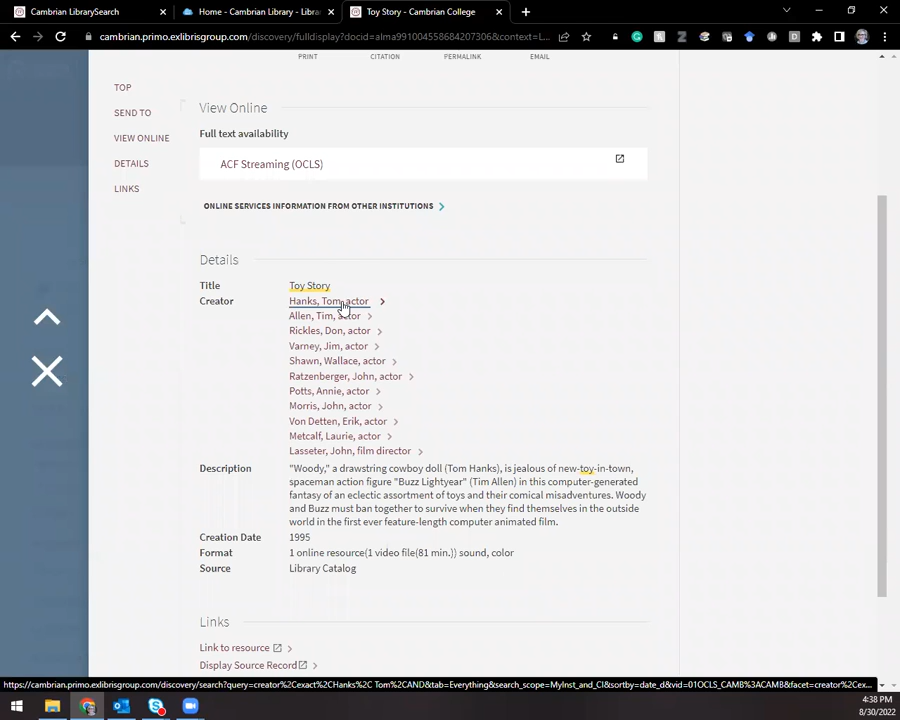 Cambrian LibrarySearch
Home - Cambrian Library - Librar
Toy Story - Cambrian College
cambrian.primo.exlibrisgroup.com/discovery/fulldisplay?docid=alma991004558684207306&context=L...
PRINT CITATION PERMALINK EMAIL
TOP
SEND TO
VIEW ONLINE
DETAILS
LINKS
View Online
Full text availability
ACF Streaming (OCLS)
ONLINE SERVICES INFORMATION FROM OTHER INSTITUTIONS
Details
Title Toy Story
Creator Hanks, Tom, actor
Allen, Tim, actor
Rickles, Don, actor
Varney, Jim, actor
Shawn, Wallace, actor
Ratzenberger, John, actor
Potts, Annie, actor
Morris, John, actor
Von Detten, Erik, actor
Metcalf, Laurie, actor
Lasseter, John, film director
Description "Woody," a drawstring cowboy doll (Tom Hanks), is jealous of new-toy-in-town,
spaceman action figure "Buzz Lightyear" (Tim Allen) in this computer-generated
fantasy of an eclectic assortment of toys and their comical misadventures. Woody
and Buzz must ban together to survive when they find themselves in the outside
world in the first ever feature-length computer animated film.
Creation Date 1995
Format 1 online resource(1 video file(81 min.)) sound, color
Source Library Catalog
Links
Link to resource
Display Source Record
https://cambrian.primo.exlibrisgroup.com/discovery/search?query=creator%2Cexact%2CHanks%2C Tom%2CAND&tab=Everything&search_scope=MyInst_and_CI&sortby=date_d&vid=01OCLS_CAMB%3ACAMB&facet=creator%2Cex...
4:38 PM
8/30/2022